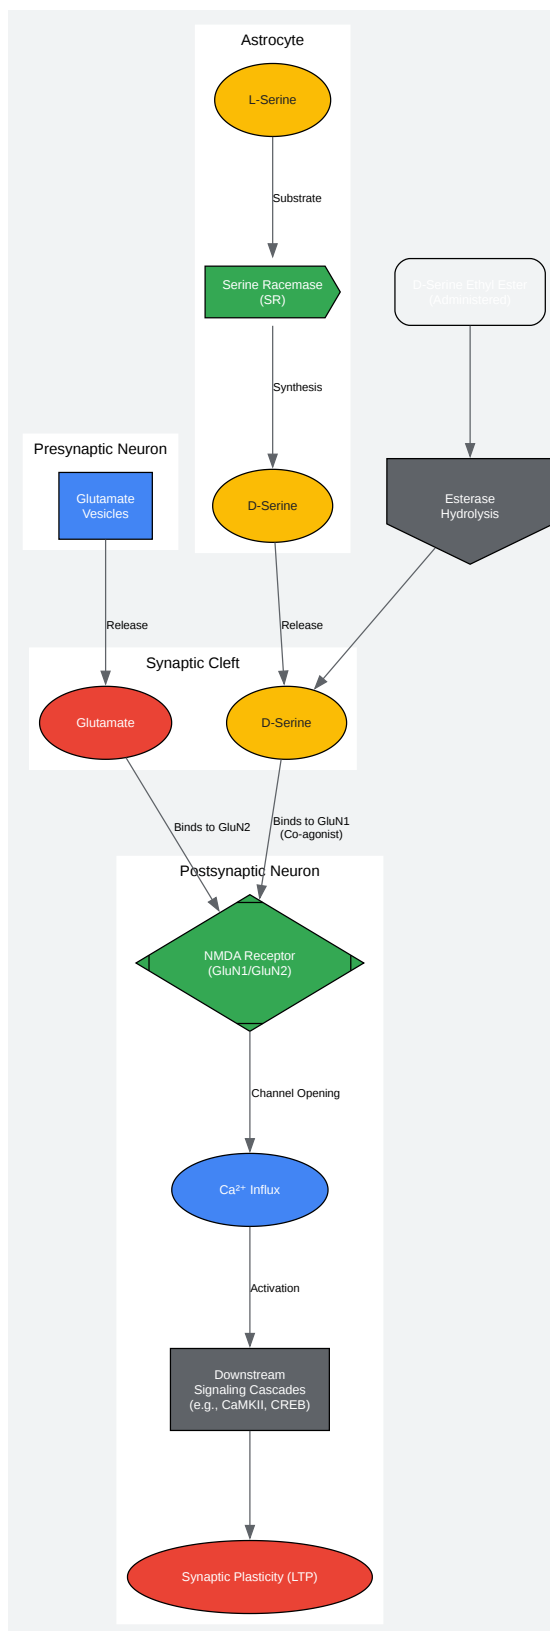 Astrocyte
L-Serine
Substrate
Serine Racemase
(SR)
D-Serine Ethyl Ester
(Administered)
Synthesis
Presynaptic Neuron
Glutamate
Vesicles
D-Serine
Esterase
Hydrolysis
Release
Release
Synaptic Cleft
Glutamate
D-Serine
Binds to GluN2
Binds to GluN1
(Co-agonist)
Postsynaptic Neuron
NMDA Receptor
(GluN1/GluN2)
Channel Opening
Ca²⁺ Influx
Activation
Downstream
Signaling Cascades
(e.g., CaMKII, CREB)
Synaptic Plasticity (LTP)